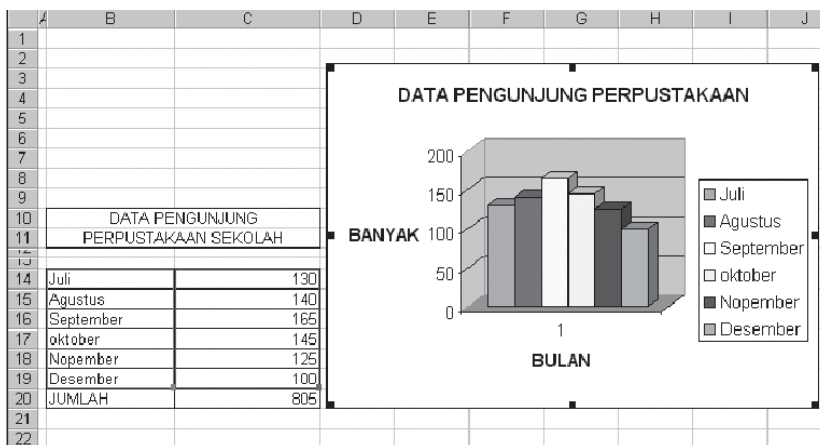 A B C D E F G H I J
1
2
3
4
5
6
7
8
9
10 DATA PENGUNJUNG
11 PERPUSTAKAAN SEKOLAH
12
13
14 Juli 130
15 Agustus 140
16 September 165
17 oktober 145
18 Nopember 125
19 Desember 100
20 JUMLAH 805
21
22
DATA PENGUNJUNG PERPUSTAKAAN
200
150
BANYAK 100
50
0
1
BULAN
Juli
Agustus
September
oktober
Nopember
Desember